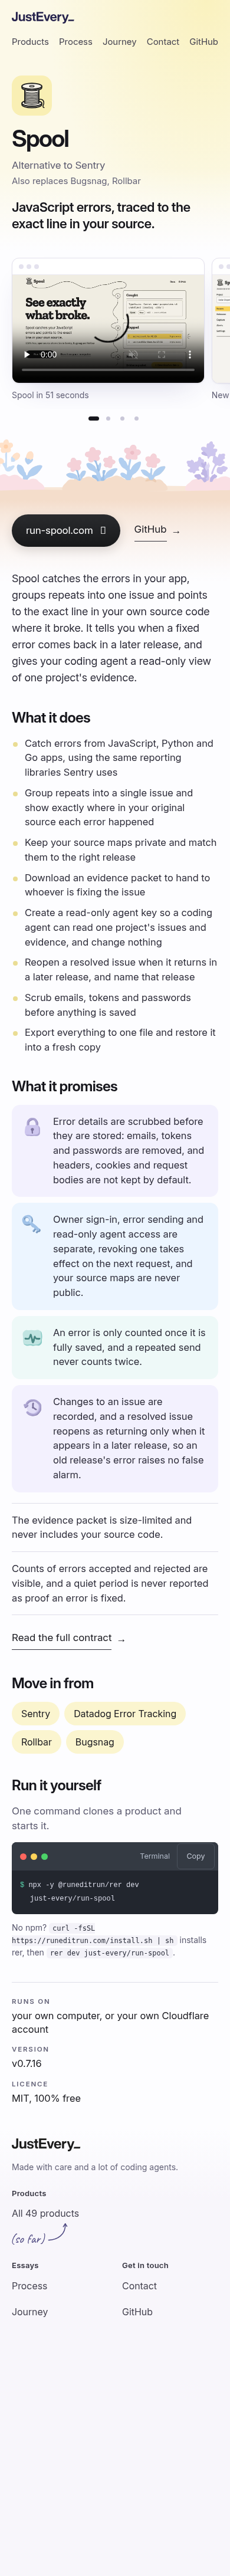 JustEvery_
Products Process Journey Contact GitHub
Spool
Alternative to Sentry
Also replaces Bugsnag, Rollbar
JavaScript errors, traced to the
exact line in your source.
Spool
See exactly
what broke.
0:00
Spool in 51 seconds
New
run-spool.com
GitHub →
Spool catches the errors in your app,
groups repeats into one issue and points
to the exact line in your own source code
where it broke. It tells you when a fixed
error comes back in a later release, and
gives your coding agent a read-only view
of one project's evidence.
What it does
Catch errors from JavaScript, Python and
Go apps, using the same reporting
libraries Sentry uses
Group repeats into a single issue and
show exactly where in your original
source each error happened
Keep your source maps private and match
them to the right release
Download an evidence packet to hand to
whoever is fixing the issue
Create a read-only agent key so a coding
agent can read one project's issues and
evidence, and change nothing
Reopen a resolved issue when it returns in
a later release, and name that release
Scrub emails, tokens and passwords
before anything is saved
Export everything to one file and restore it
into a fresh copy
What it promises
Error details are scrubbed before
they are stored: emails, tokens
and passwords are removed, and
headers, cookies and request
bodies are not kept by default.
Owner sign-in, error sending and
read-only agent access are
separate, revoking one takes
effect on the next request, and
your source maps are never
public.
An error is only counted once it is
fully saved, and a repeated send
never counts twice.
Changes to an issue are
recorded, and a resolved issue
reopens as returning only when it
appears in a later release, so an
old release's error raises no false
alarm.
The evidence packet is size-limited and
never includes your source code.
Counts of errors accepted and rejected are
visible, and a quiet period is never reported
as proof an error is fixed.
Read the full contract →
Move in from
Sentry Datadog Error Tracking
Rollbar Bugsnag
Run it yourself
One command clones a product and
starts it.
Terminal Copy
$ npx -y @runeditrun/rer dev
just-every/run-spool
No npm? curl -fsSL
https://runeditrun.com/install.sh | sh installs
rer, then rer dev just-every/run-spool.
RUNS ON
your own computer, or your own Cloudflare
account
VERSION
v0.7.16
LICENCE
MIT, 100% free
JustEvery_
Made with care and a lot of coding agents.
Products
All 49 products
(so far)
Essays Get in touch
Process Contact
Journey GitHub